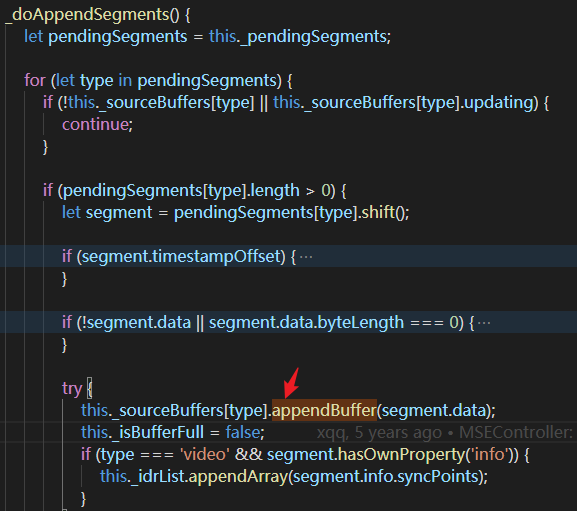 _doAppendSegments() {
let pendingSegments = this._pendingSegments;
for (let type in pendingSegments) {
if (!this._sourceBuffers[type] || this._sourceBuffers[type].updating) {
continue;
}
if (pendingSegments[type].length > 0) {
let segment = pendingSegments[type].shift();
if (segment.timestampOffset) {···
}
if (!segment.data || segment.data.byteLength === 0) {···
}
try {
this._sourceBuffers[type].appendBuffer(segment.data);
this._isBufferFull = false; xqq, 5 years ago • MSEController:
if (type === 'video' && segment.hasOwnProperty('info')) {
this._idrList.appendArray(segment.info.syncPoints);
}